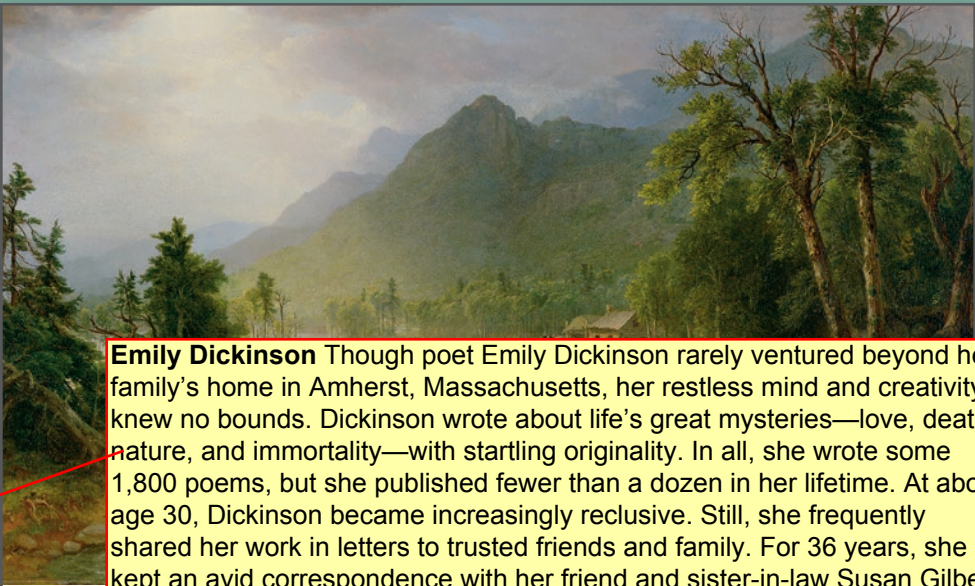 Emily Dickinson Though poet Emily Dickinson rarely ventured beyond
family’s home in Amherst, Massachusetts, her restless mind and creativity
knew no bounds. Dickinson wrote about life’s great mysteries—love,
nature, and immortality—with startling originality. In all, she wrote some
1,800 poems, but she published fewer than a dozen in her lifetime. At
age 30, Dickinson became increasingly reclusive. Still, she frequently
shared her work in letters to trusted friends and family. For 36 years, she
kept an avid correspondence with her friend and sister-in-law Susan